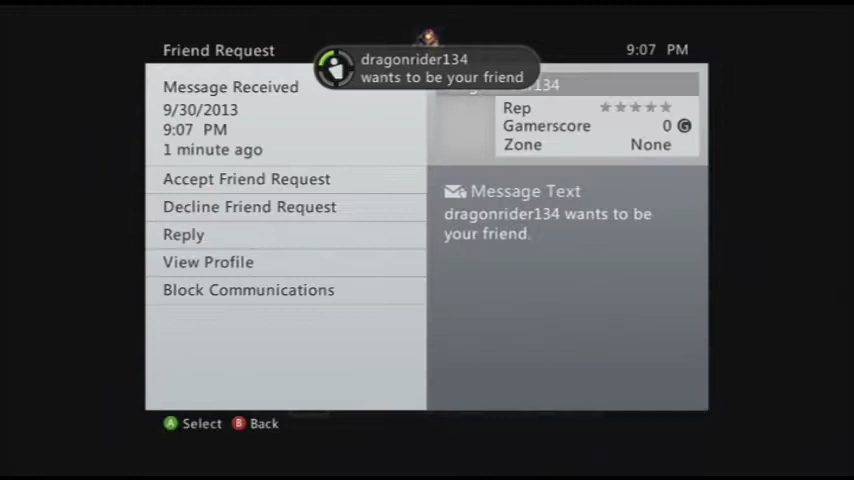 Friend Request
dragonrider134
wants to be your friend
9:07 PM
Message Received
9/30/2013
9:07 PM
1 minute ago
Accept Friend Request
Decline Friend Request
Reply
View Profile
Block Communications
134
Rep
Gamerscore 0 G
Zone None
Message Text
dragonrider134 wants to be
your friend.
A Select B Back